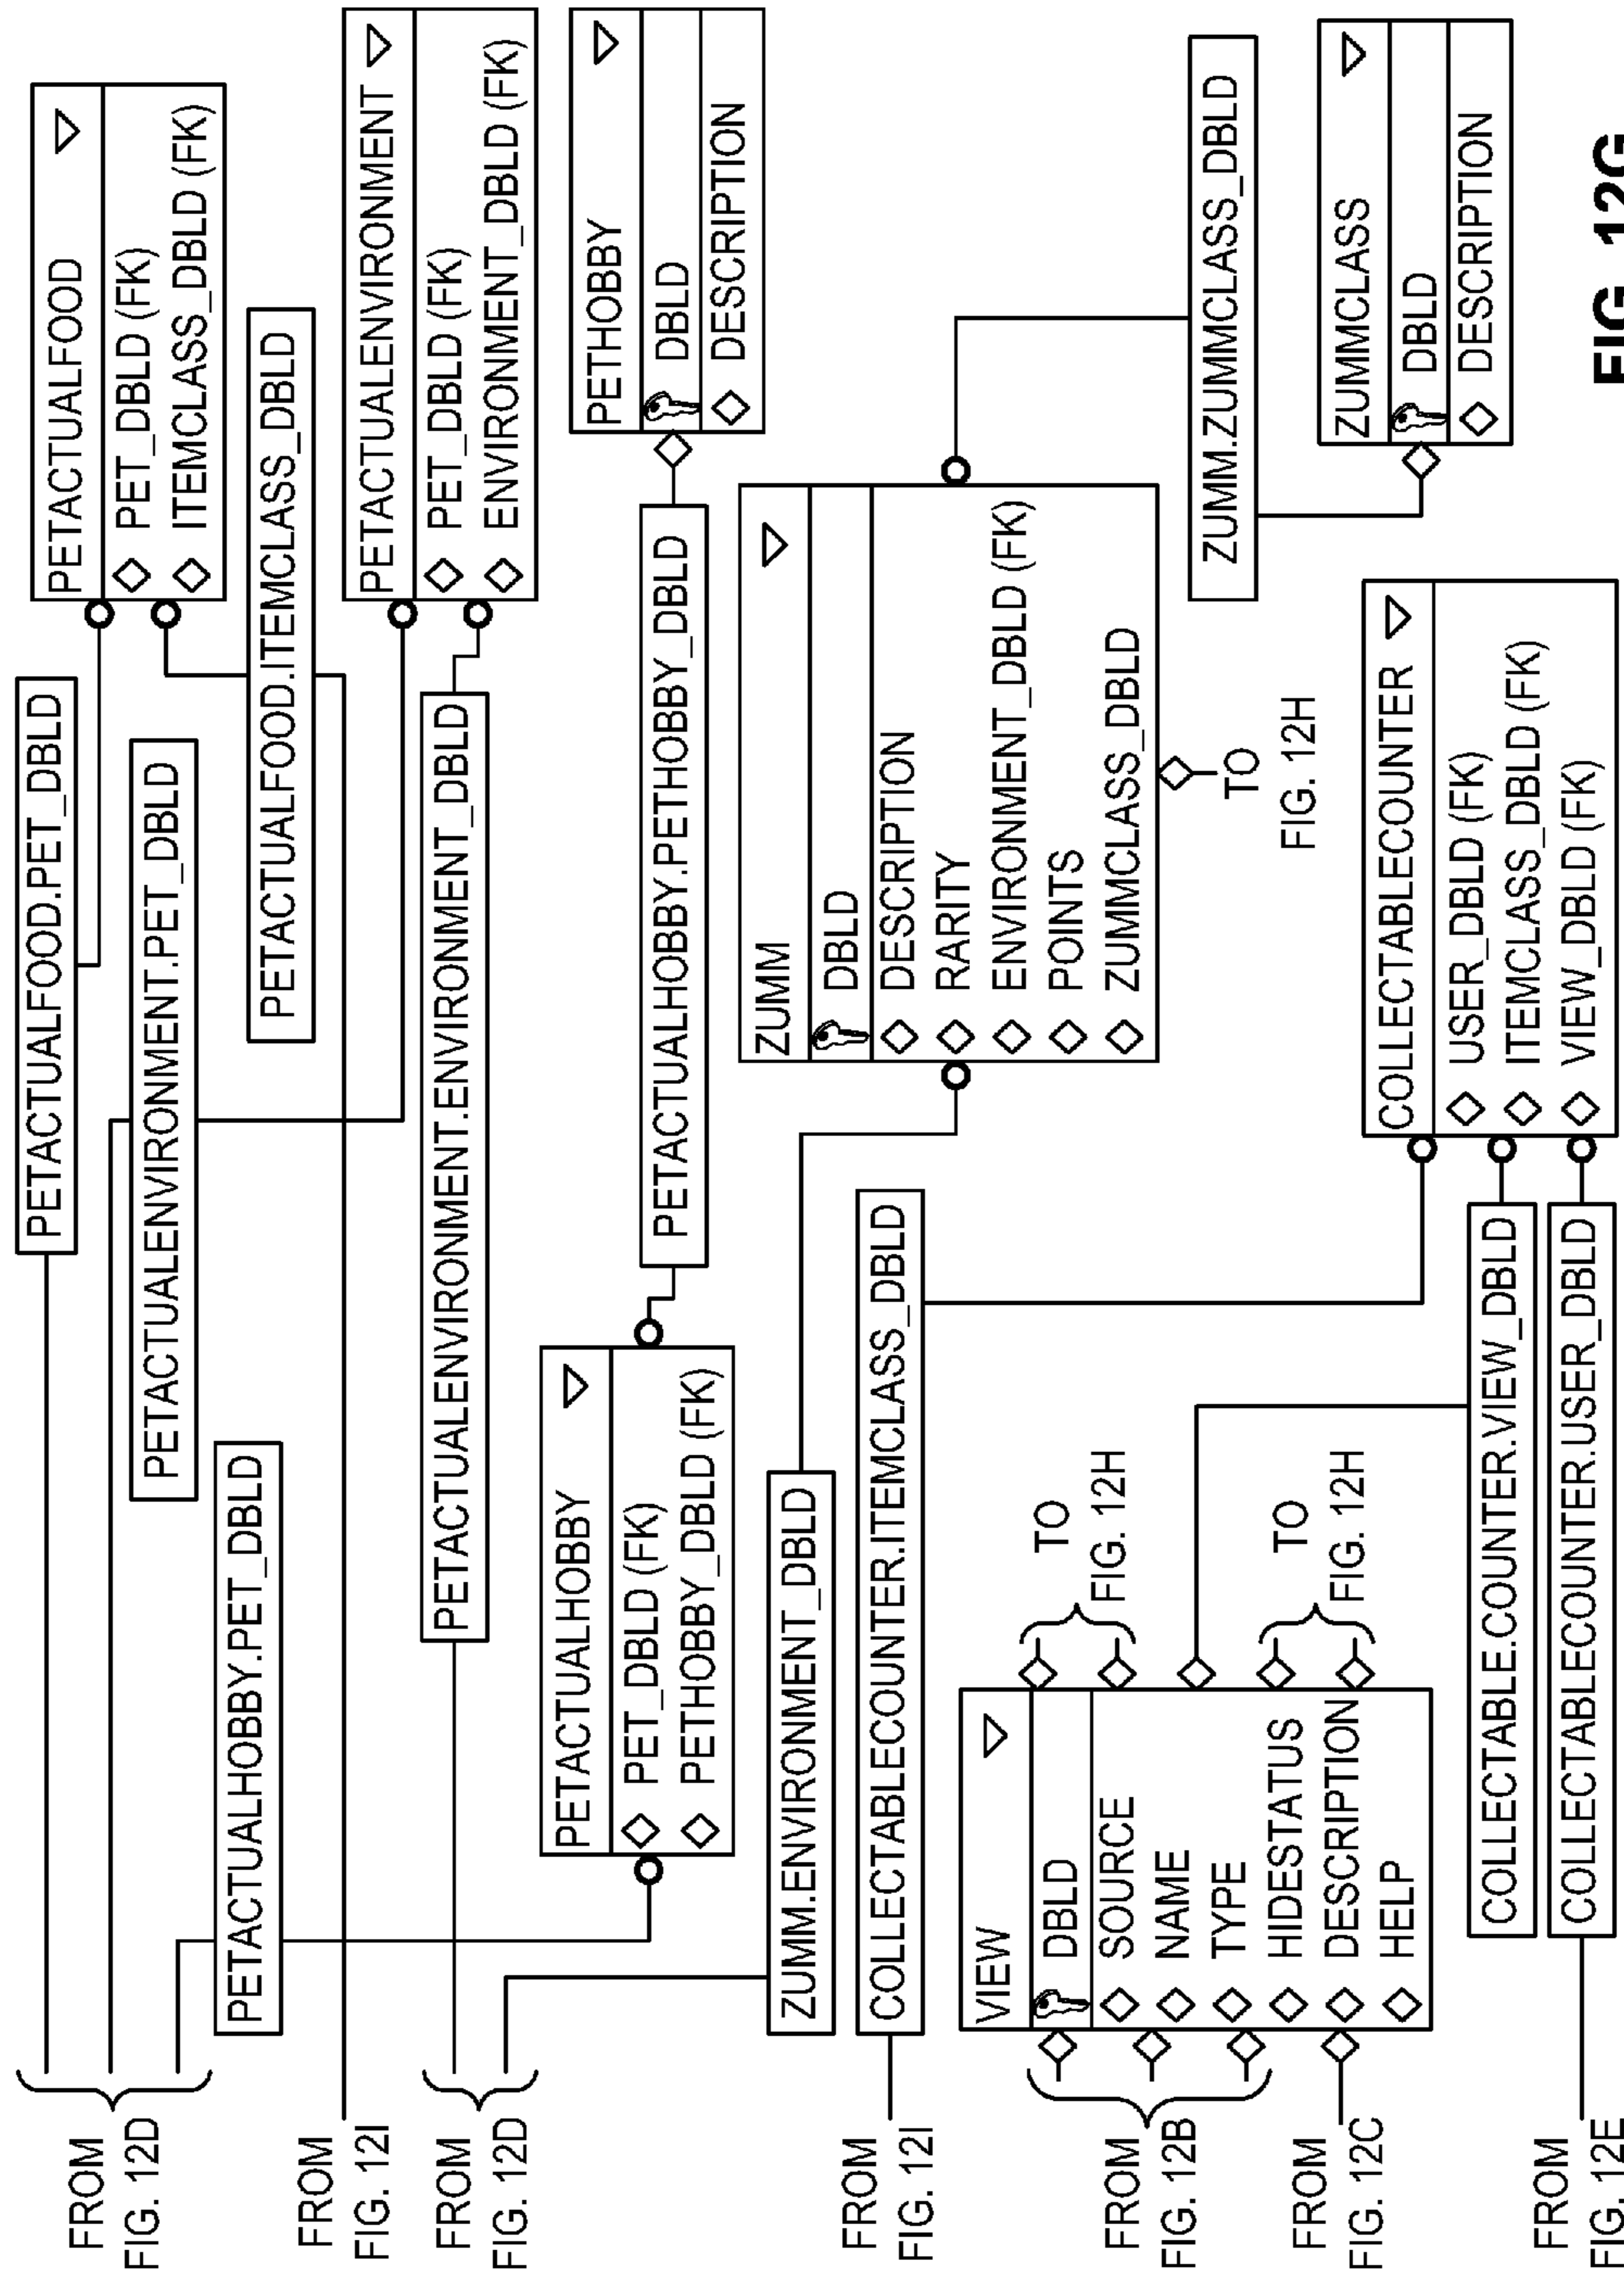 FROM
FIG. 12D
FROM
FIG. 12I
FROM
FIG. 12D
PETACTUALFOOD.PET_DBLD
PETACTUALENVIRONMENT.PET_DBLD
PETACTUALHOBBY.PET_DBLD
PETACTUALFOOD.ITEMCLASS_DBLD
PETACTUALENVIRONMENT.ENVIRONMENT_DBLD
PETACTUALFOOD
PET_DBLD (FK)
ITEMCLASS_DBLD (FK)
PETACTUALENVIRONMENT
PET_DBLD (FK)
ENVIRONMENT_DBLD (FK)
PETACTUALHOBBY
PET_DBLD (FK)
PETHOBBY_DBLD (FK)
PETACTUALHOBBY.PETHOBBY_DBLD
PETHOBBY
DBLD
DESCRIPTION
ZUMM.ENVIRONMENT_DBLD
ZUMM
DBLD
DESCRIPTION
RARITY
ENVIRONMENT_DBLD (FK)
POINTS
ZUMMCLASS_DBLD
TO
FIG. 12H
FROM
FIG. 12I
COLLECTABLECOUNTER.ITEMCLASS_DBLD
FROM
FIG. 12B
FROM
FIG. 12C
VIEW
DBLD
SOURCE
NAME
TYPE
HIDESTATUS
DESCRIPTION
HELP
TO
FIG. 12H
TO
FIG. 12H
ZUMM.ZUMMCLASS_DBLD
ZUMMCLASS
DBLD
DESCRIPTION
COLLECTABLECOUNTER
USER_DBLD (FK)
ITEMCLASS_DBLD (FK)
VIEW_DBLD (FK)
COLLECTABLE.COUNTER.VIEW_DBLD
COLLECTABLECOUNTER.USER_DBLD
FROM
FIG. 12E
FIG. 12G